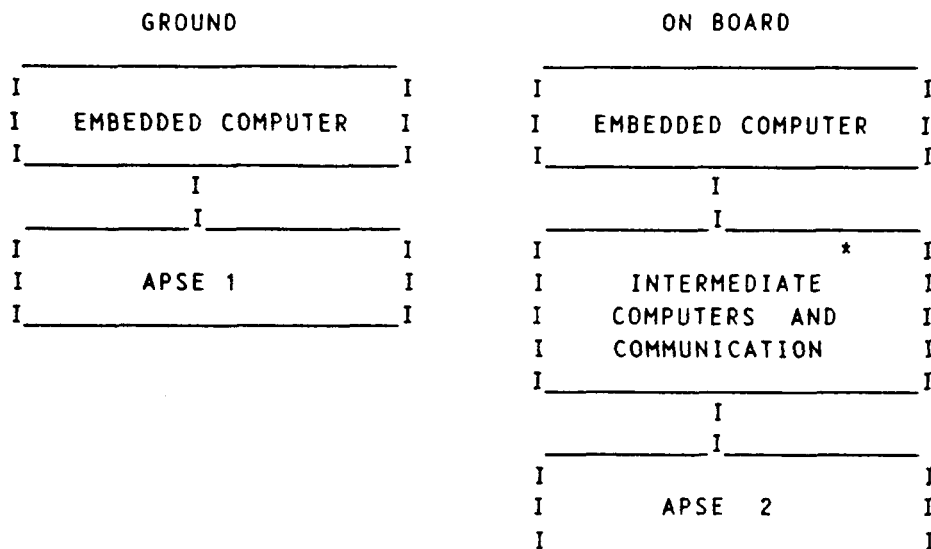 GROUND
EMBEDDED COMPUTER
APSE 1
ON BOARD
EMBEDDED COMPUTER
*
INTERMEDIATE
COMPUTERS AND
COMMUNICATION
APSE 2